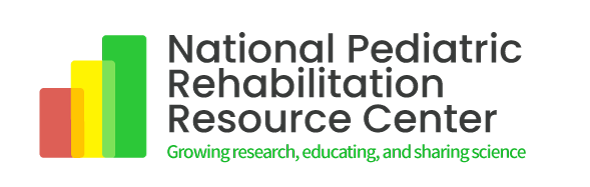 National Pediatric
Rehabilitation
Resource Center
Growing research, educating, and sharing science